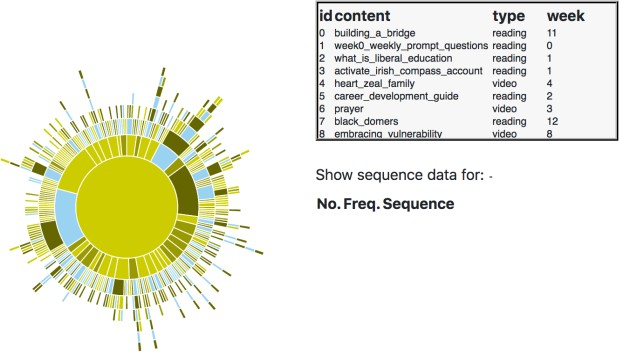 id content type week
0 building_a_bridge reading 11
1 week0_weekly_prompt_questions reading 0
2 what_is_liberal_education reading 1
3 activate_irish_compass_account reading 1
4 heart_zeal_family video 4
5 career_development_guide reading 2
6 prayer video 3
7 black_domers reading 12
8 embracing_vulnerability video 8
Show sequence data for: -
No. Freq. Sequence